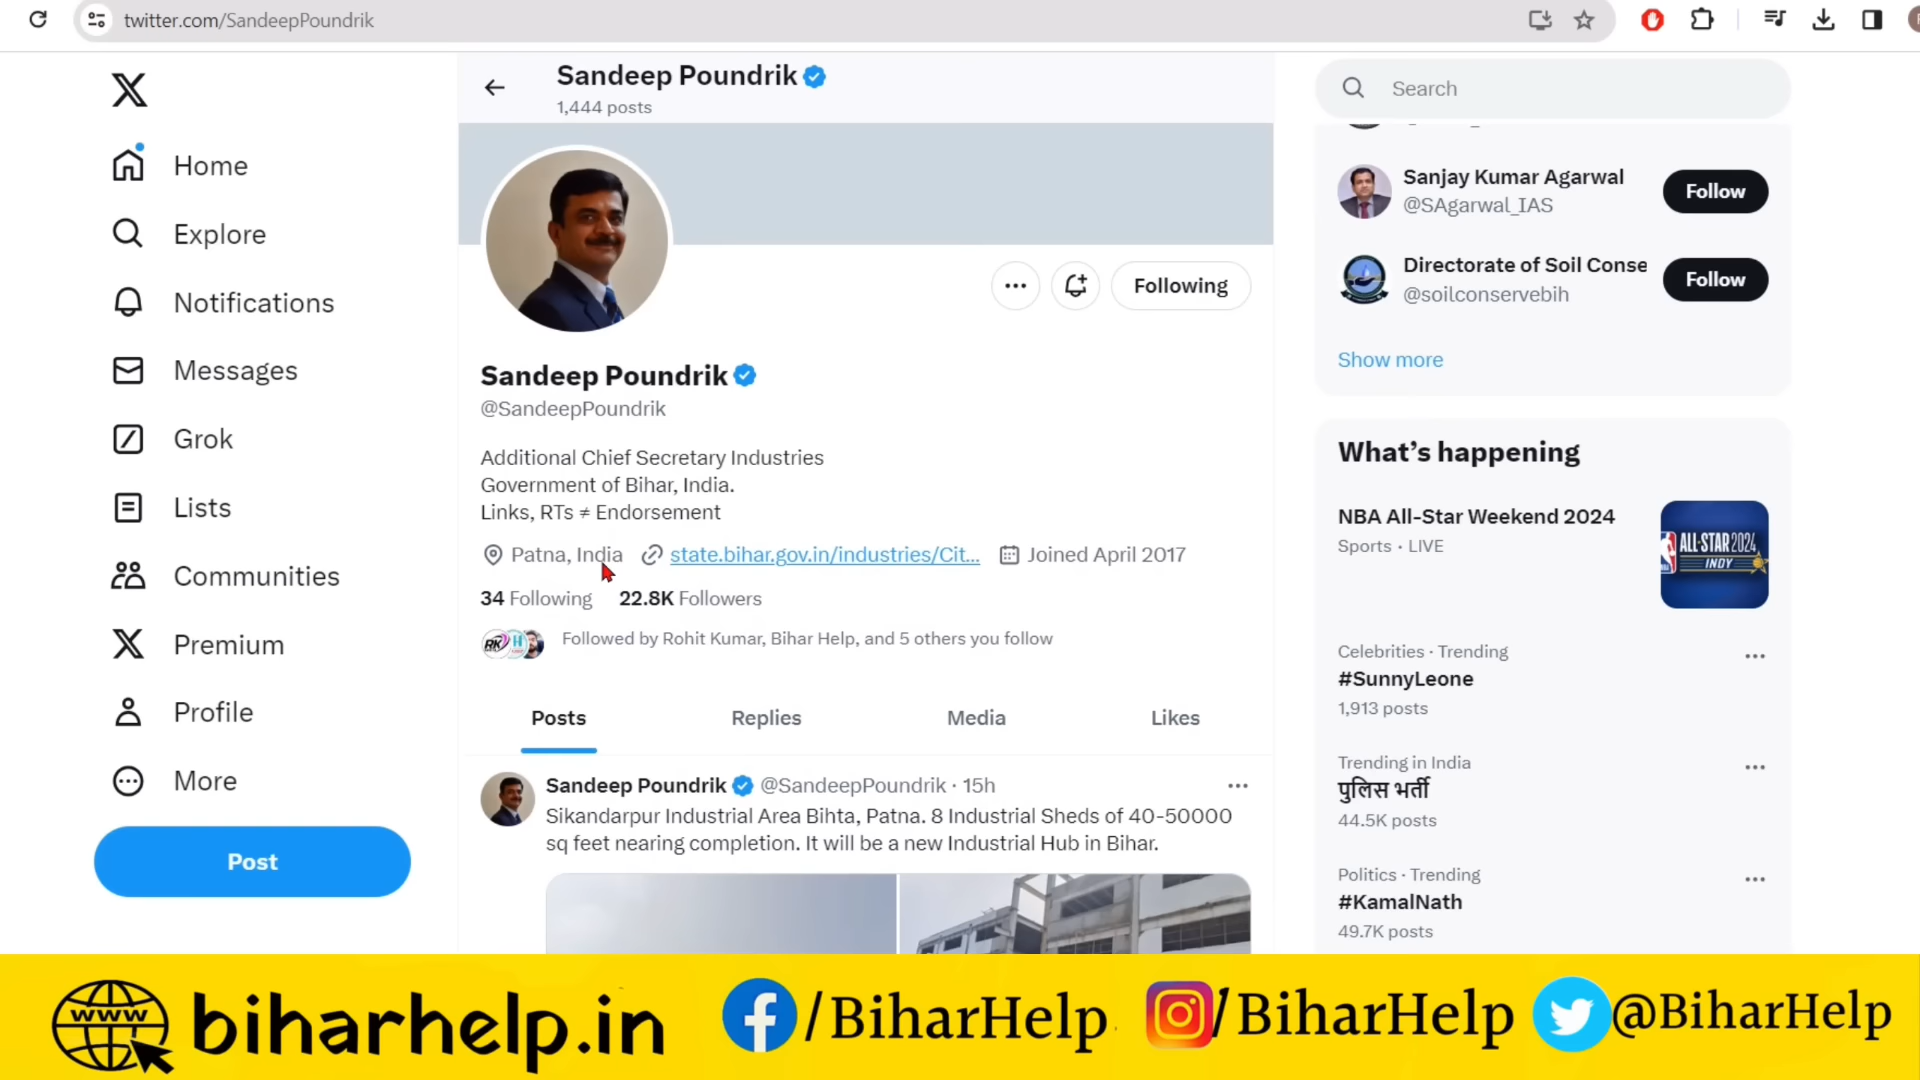 twitter.com/SandeepPoundrik
Home
Explore
Notifications
Messages
Grok
Lists
Communities
Premium
Profile
More
Post
Sandeep Poundrik
1,444 posts
Following
Sandeep Poundrik
@SandeepPoundrik
Additional Chief Secretary Industries
Government of Bihar, India.
Links, RTs ≠ Endorsement
Patna, India state.bihar.gov.in/industries/Cit... Joined April 2017
34 Following 22.8K Followers
RK H Followed by Rohit Kumar, Bihar Help, and 5 others you follow
Posts Replies Media Likes
Sandeep Poundrik @SandeepPoundrik · 15h
Sikandarpur Industrial Area Bihta, Patna. 8 Industrial Sheds of 40-50000
sq feet nearing completion. It will be a new Industrial Hub in Bihar.
Search
Sanjay Kumar Agarwal
@SAgarwal_IAS
Follow
Directorate of Soil Conse
@soilconservebih
Follow
Show more
What's happening
NBA All-Star Weekend 2024
Sports · LIVE
ALL-STAR 2024
INDY
Celebrities · Trending
#SunnyLeone
1,913 posts
Trending in India
पुलिस भर्ती
44.5K posts
Politics · Trending
#KamalNath
49.7K posts
www biharhelp.in /BiharHelp /BiharHelp @BiharHelp